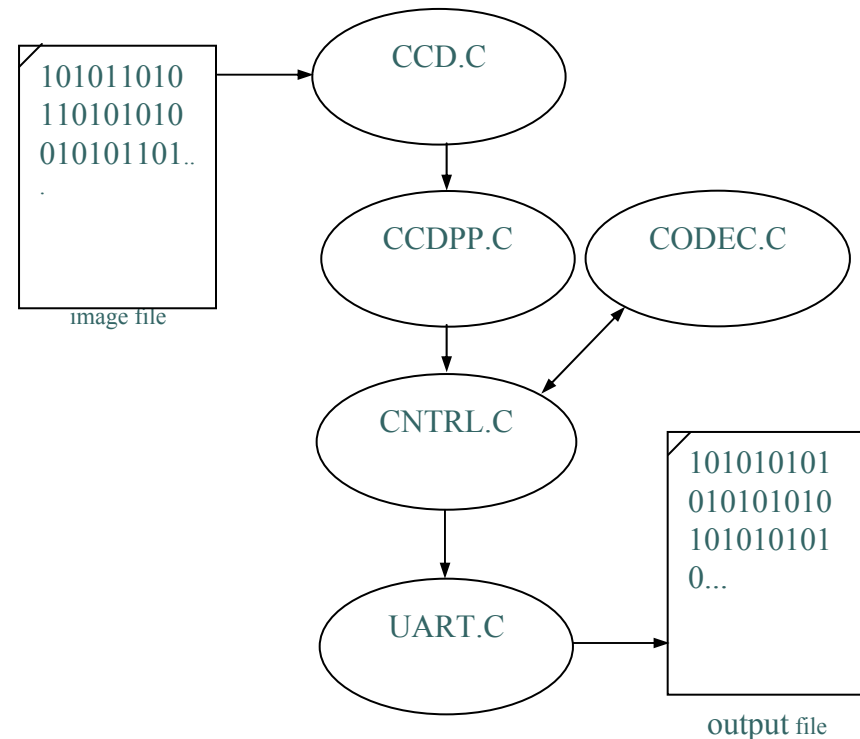 CCD.C
101011010
110101010
010101101..
.
CCDPP.C
CODEC.C
image file
CNTRL.C
101010101
010101010
101010101
0...
UART.C
output file